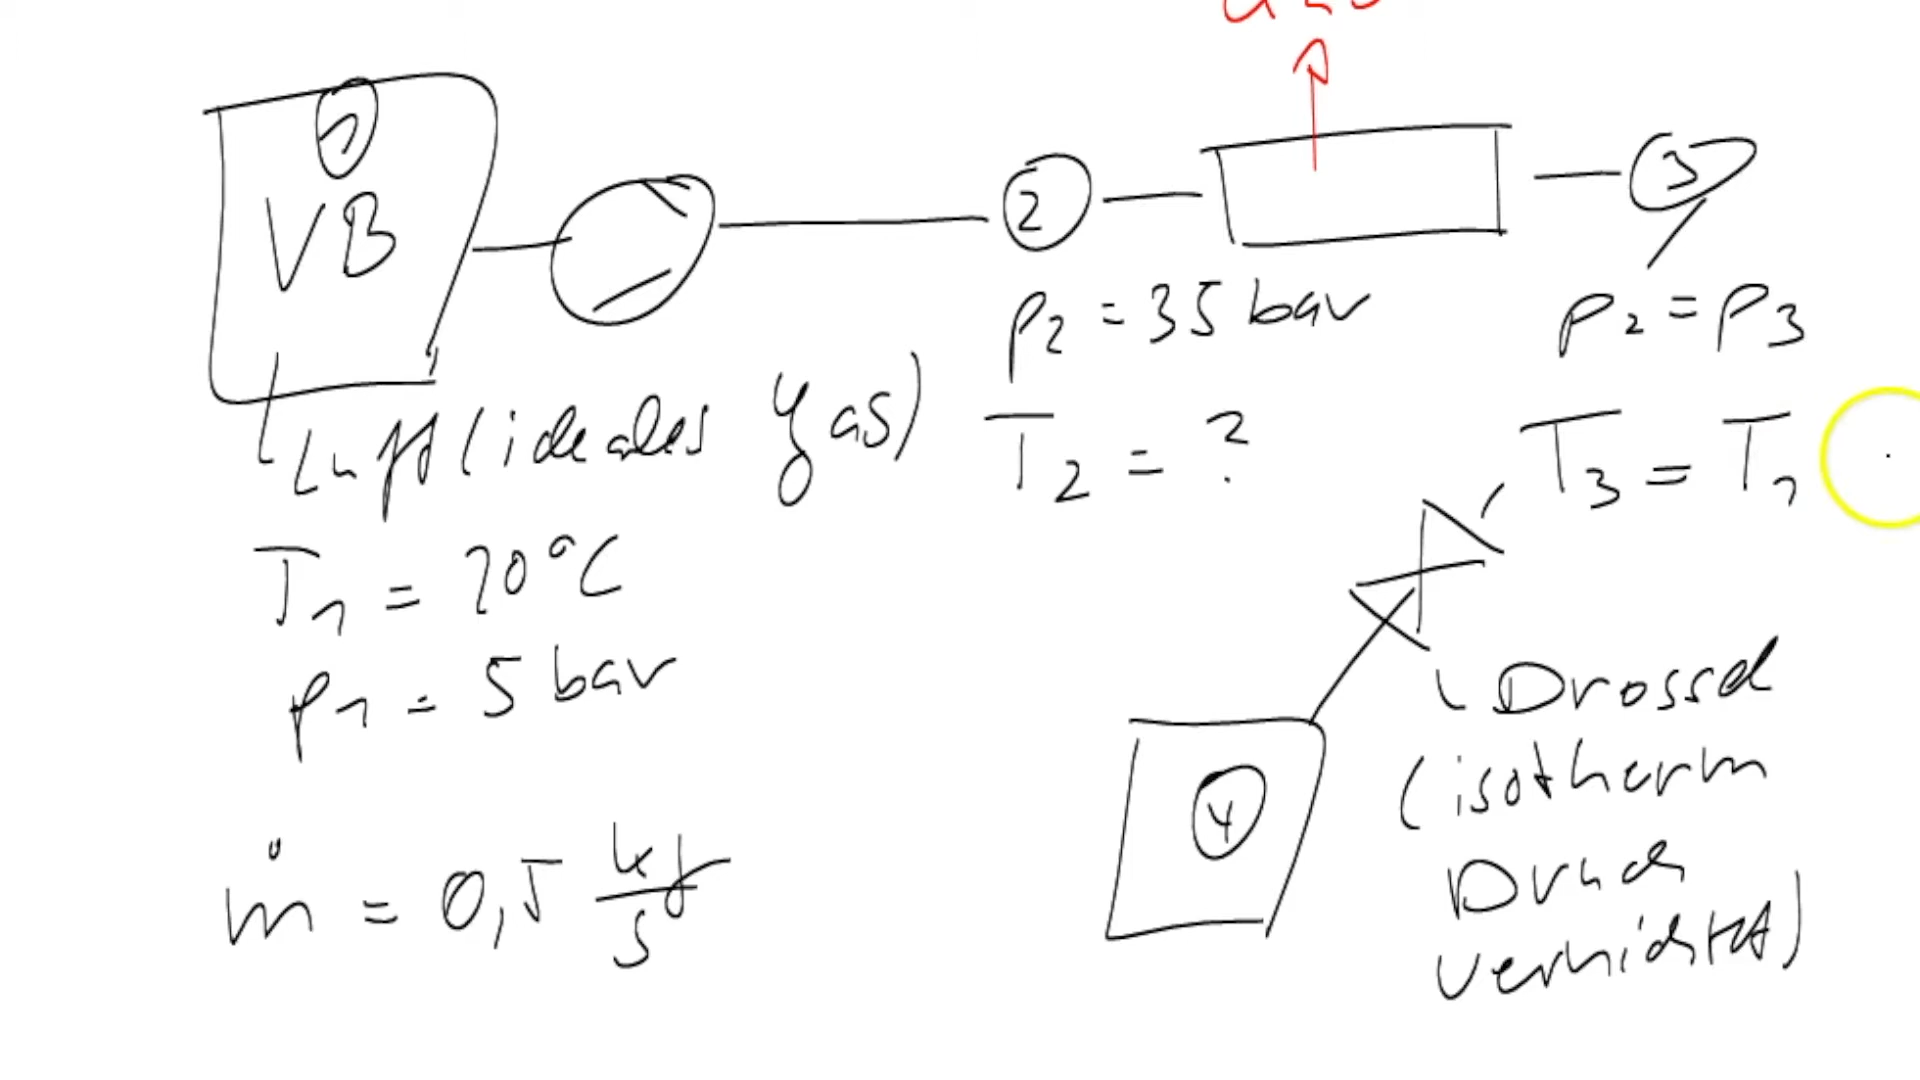 1
VB
2
3
p2 = 35 bar
p2 = p3
Luft (ideales Gas)
T2 = ?
T3 = T1
T1 = 20°C
p1 = 5 bar
Drossel
(isotherm
Druck
vernichtet)
4
ṁ = 0,5 kg/s